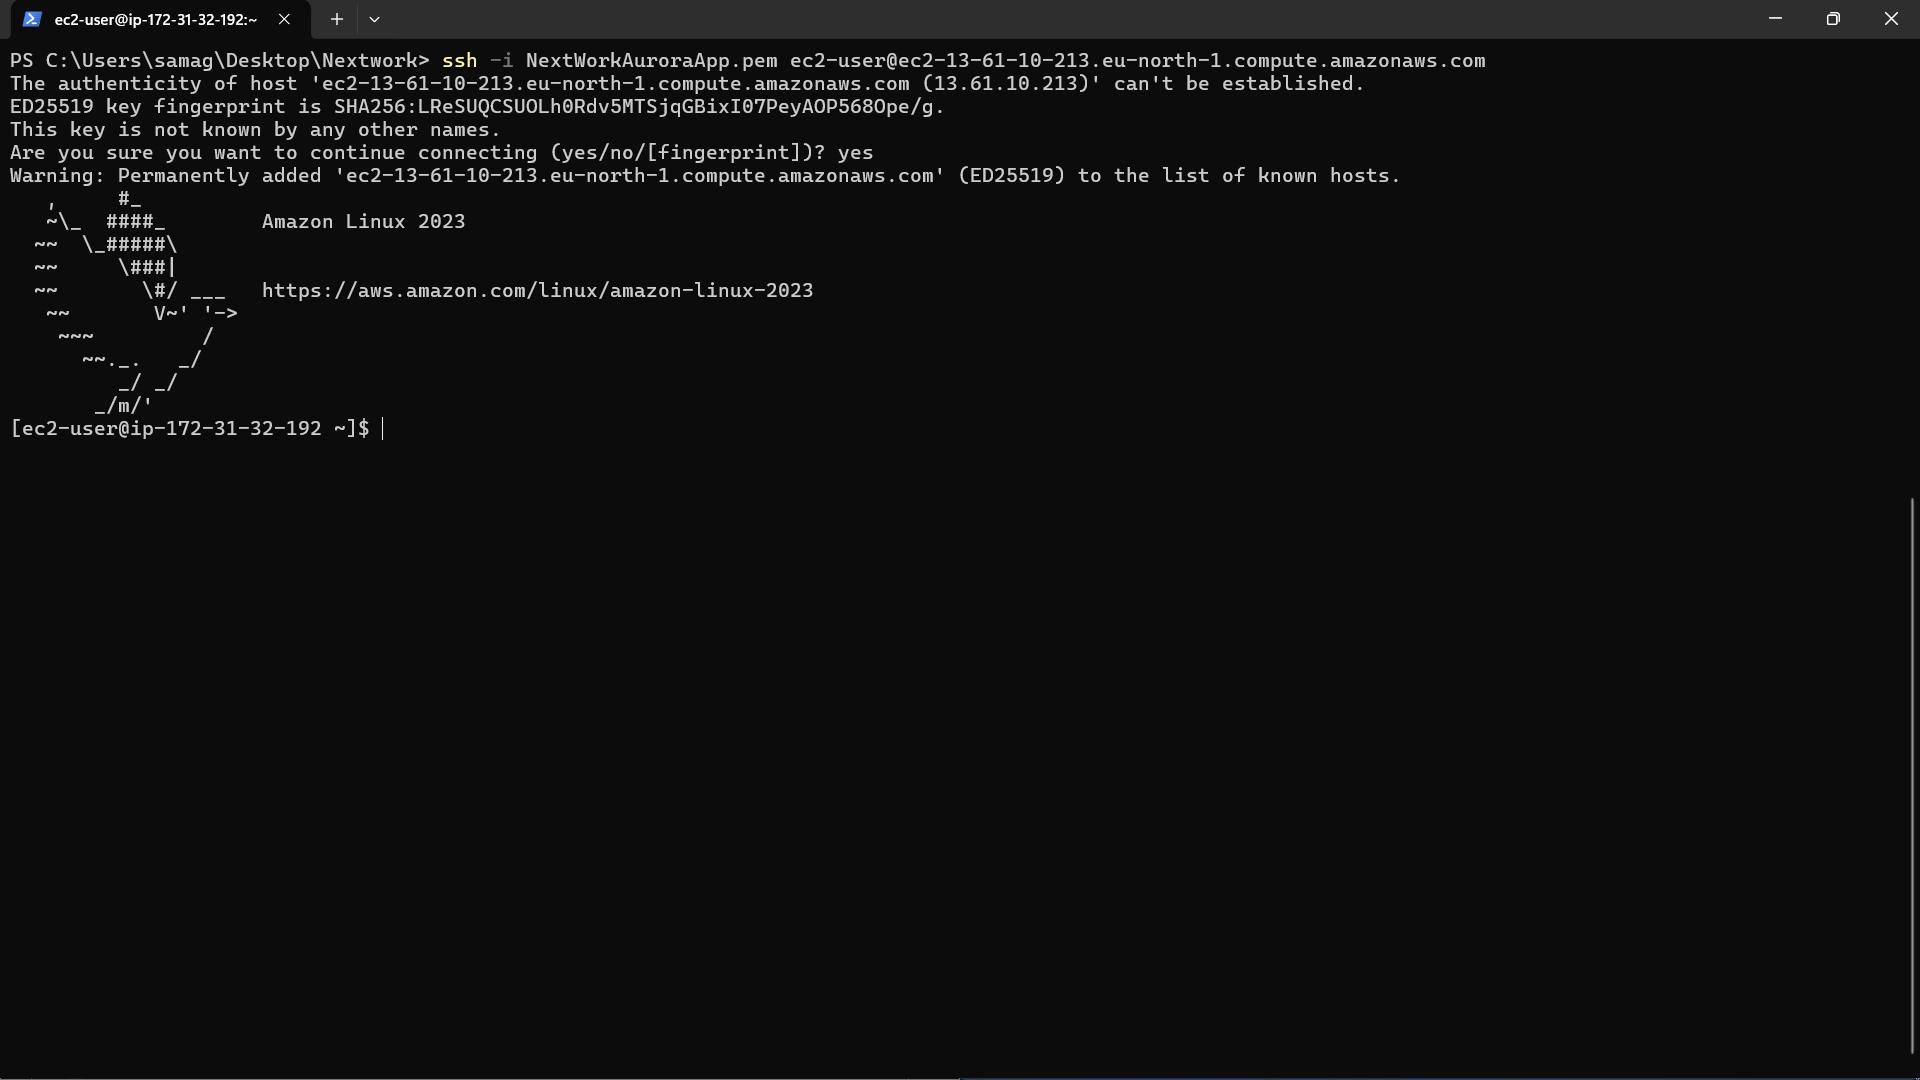 ec2-user@ip-172-31-32-192:~
PS C:\Users\samag\Desktop\Nextwork> ssh -i NextWorkAuroraApp.pem ec2-user@ec2-13-61-10-213.eu-north-1.compute.amazonaws.com
The authenticity of host 'ec2-13-61-10-213.eu-north-1.compute.amazonaws.com (13.61.10.213)' can't be established.
ED25519 key fingerprint is SHA256:LReSUQCSUOLh0Rdv5MTSjqGBixI07PeyAOP568Ope/g.
This key is not known by any other names.
Are you sure you want to continue connecting (yes/no/[fingerprint])? yes
Warning: Permanently added 'ec2-13-61-10-213.eu-north-1.compute.amazonaws.com' (ED25519) to the list of known hosts.
   ,     #_
   ~\_  ####_        Amazon Linux 2023
  ~~  \_#####\
  ~~     \###|
  ~~       \#/ ___   https://aws.amazon.com/linux/amazon-linux-2023
   ~~       V~' '->
    ~~~         /
      ~~._.   _/
         _/ _/
       _/m/'
[ec2-user@ip-172-31-32-192 ~]$